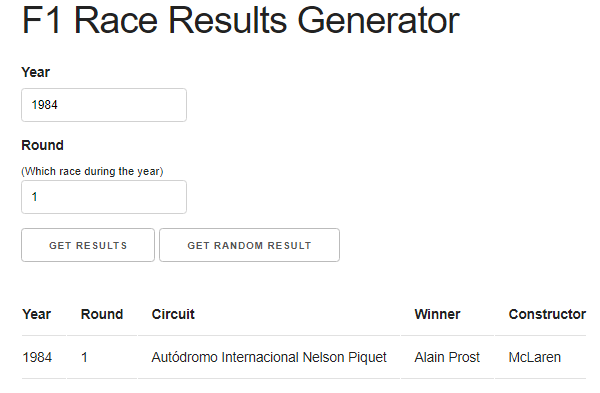 F1 Race Results Generator
Year
1984
Round
(Which race during the year)
1
GET RESULTS GET RANDOM RESULT
Year Round Circuit Winner Constructor
1984 1 Autódromo Internacional Nelson Piquet Alain Prost McLaren